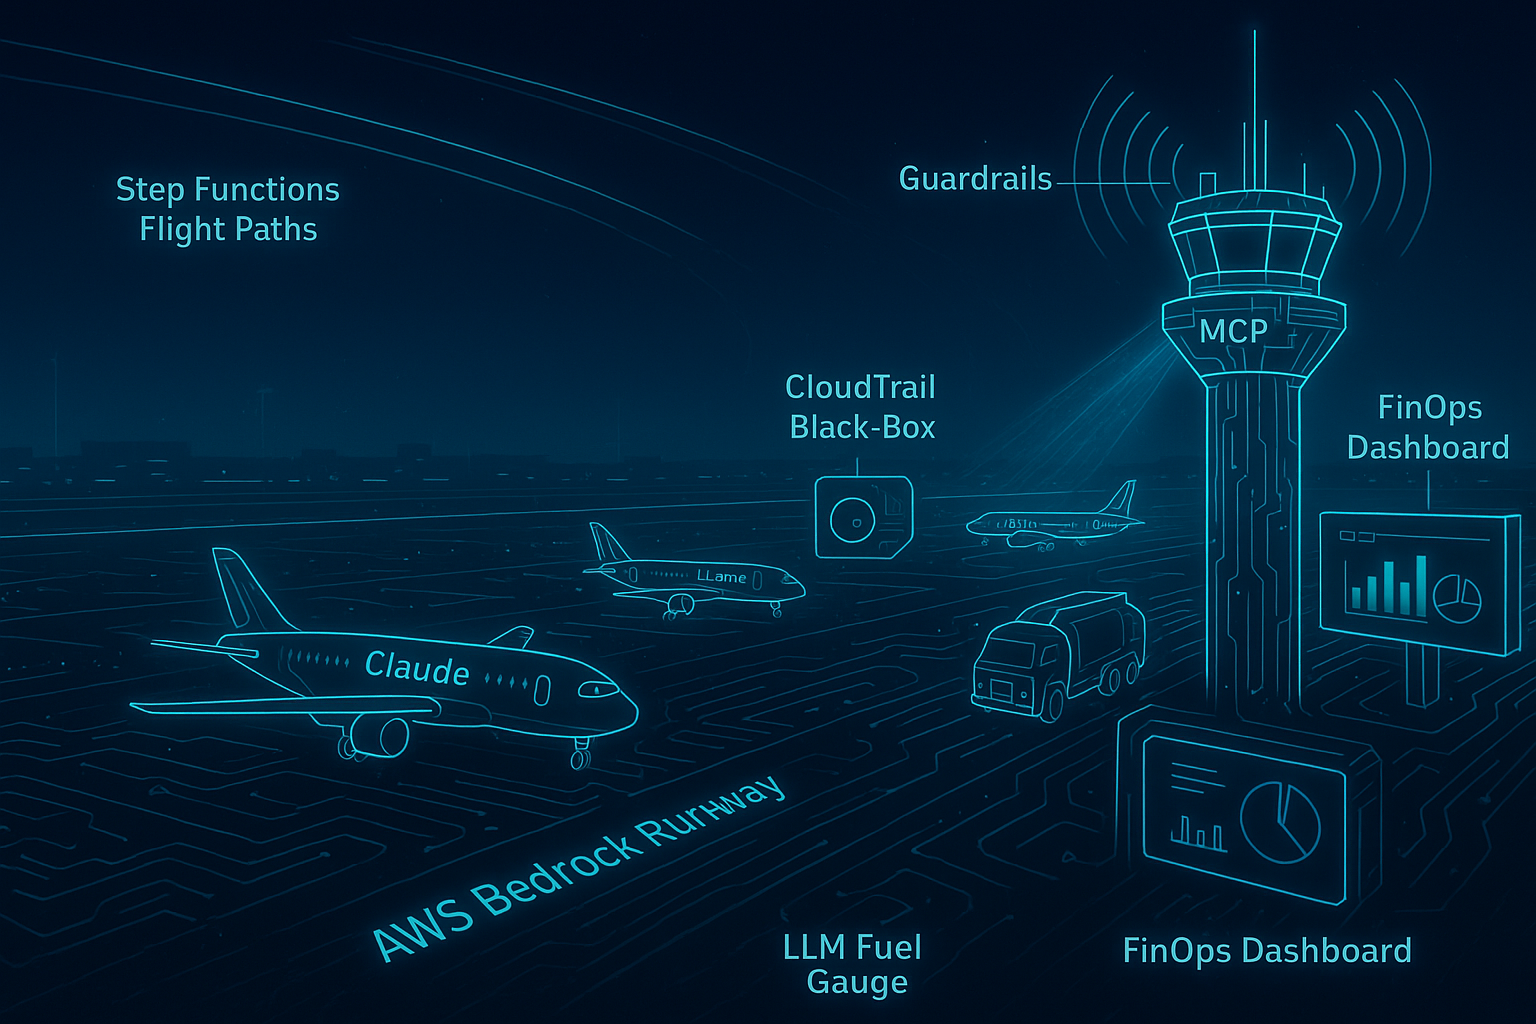 Step Functions
Flight Paths
Guardrails
MCP
CloudTrail
Black-Box
FinOps
Dashboard
LLame
Claude
AWS Bedrock
LLM Fuel
Gauge
FinOps Dashboard